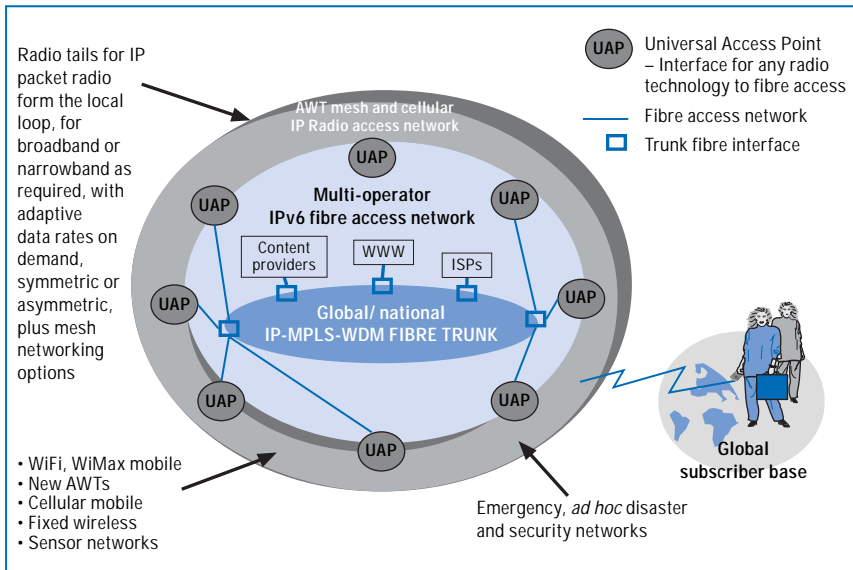 Radio tails for IP
packet radio
form the local
loop, for
broadband or
narrowband as
required, with
adaptive
data rates on
demand,
symmetric or
asymmetric,
plus mesh
networking
options
AWT mesh and cellular
IP Radio access network
UAP
Universal Access Point
– Interface for any radio
technology to fibre access
Fibre access network
Trunk fibre interface
UAP
UAP
UAP
Multi-operator
IPv6 fibre access network
Content
providers
WWW
ISPs
UAP
UAP
Global/ national
IP-MPLS-WDM FIBRE TRUNK
UAP
UAP
UAP
Global
subscriber base
• WiFi, WiMax mobile
• New AWTs
• Cellular mobile
• Fixed wireless
• Sensor networks
Emergency, ad hoc disaster
and security networks